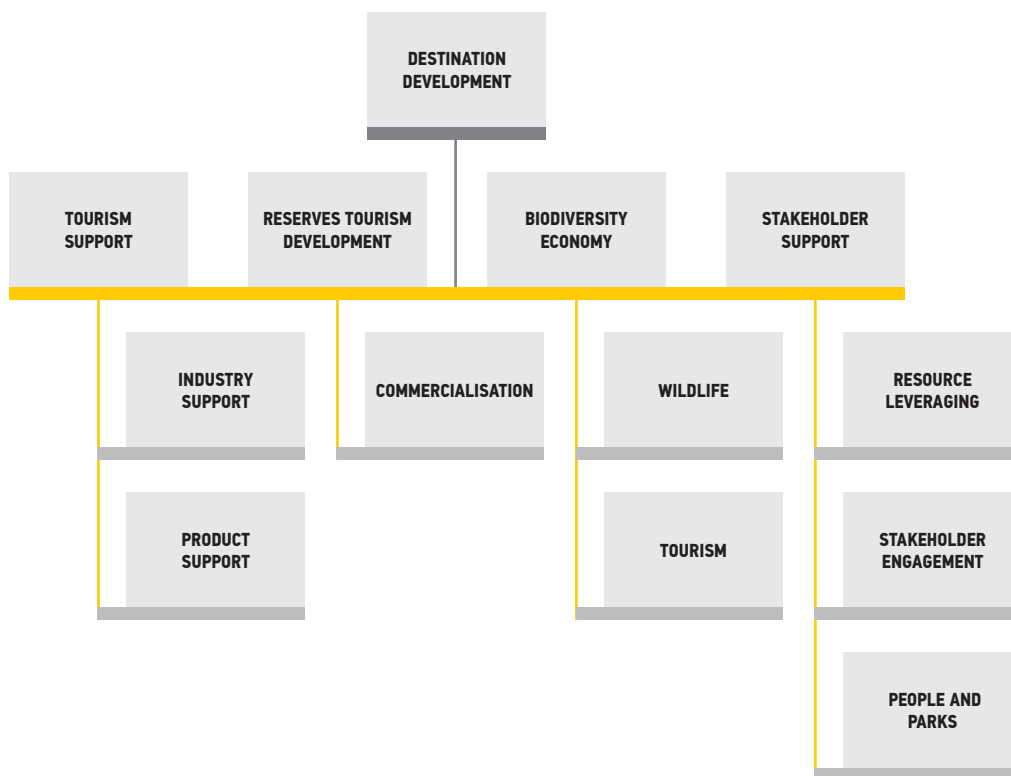 DESTINATION
DEVELOPMENT
TOURISM
SUPPORT
RESERVES TOURISM
DEVELOPMENT
BIODIVERSITY
ECONOMY
STAKEHOLDER
SUPPORT
INDUSTRY
SUPPORT
COMMERCIALISATION
WILDLIFE
RESOURCE
LEVERAGING
PRODUCT
SUPPORT
TOURISM
STAKEHOLDER
ENGAGEMENT
PEOPLE AND
PARKS